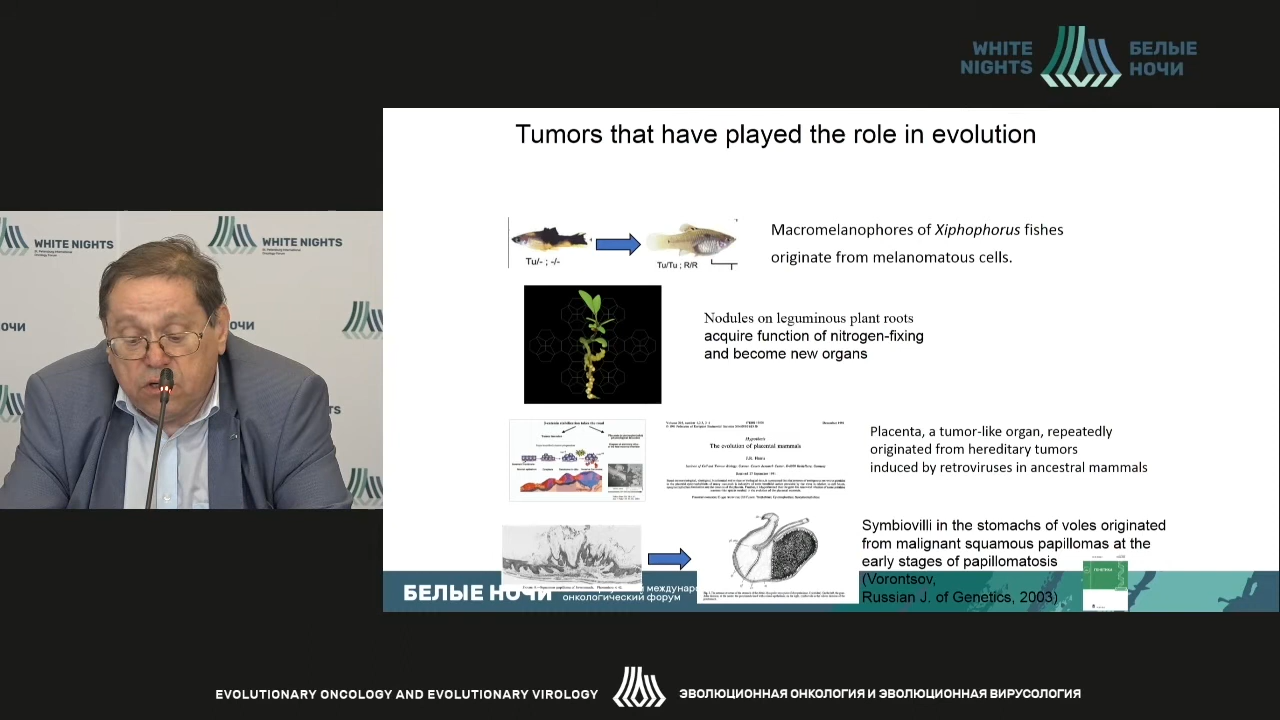 WHITE
NIGHTS
БЕЛЫЕ
НОЧИ
Tumors that have played the role in evolution
Tu/- ; -/-
Tu/Tu ; R/R
Macromelanophores of Xiphophorus fishes
originate from melanomatous cells.
Nodules on leguminous plant roots
acquire function of nitrogen-fixing
and become new organs
The evolution of placental mammals
Placenta, a tumor-like organ, repeatedly
originated from hereditary tumors
induced by retroviruses in ancestral mammals
Symbiovilli in the stomachs of voles originated
from malignant squamous papillomas at the
early stages of papillomatosis
(Vorontsov,
Russian J. of Genetics, 2003)
БЕЛЫЕ НОЧИ
онкологический форум
ГЕНЕТИКА
WHITE NIGHTS
WHITE NIGHTS
НОЧИ
EVOLUTIONARY ONCOLOGY AND EVOLUTIONARY VIROLOGY
ЭВОЛЮЦИОННАЯ ОНКОЛОГИЯ И ЭВОЛЮЦИОННАЯ ВИРУСОЛОГИЯ